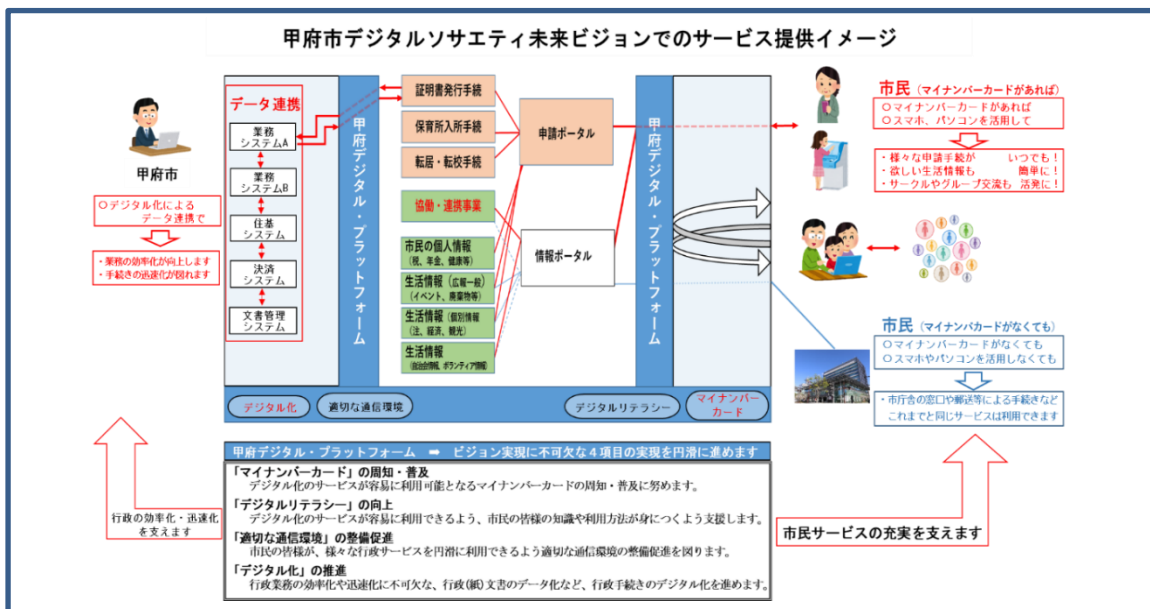 甲府市デジタルソサエティ未来ビジョンでのサービス提供イメージ
甲府市
○デジタル化による
データ連携で
・業務の効率化が向上します
・手続きの迅速化が図れます
データ連携
業務
システムA
業務
システムB
住基
システム
決済
システム
文書管理
システム
甲府デジタル・プラットフォーム
証明書発行手続
保育所入所手続
転居・転校手続
協働・連携事業
市民の個人情報
(税、年金、健康等)
生活情報(広報一般)
(イベント、廃棄物等)
生活情報(個別情報)
(注、経済、観光)
生活情報
(自治会情報、ボランティア情報)
申請ポータル
情報ポータル
甲府デジタル・プラットフォーム
デジタル化
適切な通信環境
デジタルリテラシー
マイナンバー
カード
市民(マイナンバーカードがあれば)
○マイナンバーカードがあれば
○スマホ、パソコンを活用して
・様々な申請手続が いつでも!
・欲しい生活情報も 簡単に!
・サークルやグループ交流も 活発に!
市民(マイナンバカードがなくても)
○マイナンバーカードがなくても
○スマホやパソコンを活用しなくても
・市庁舎の窓口や郵送等による手続きなど
これまでと同じサービスは利用できます
行政の効率化・迅速化
を支えます
甲府デジタル・プラットフォーム ➡ ビジョン実現に不可欠な4項目の実現を円滑に進めます
「マイナンバーカード」の周知・普及
デジタル化のサービスが容易に利用可能となるマイナンバーカードの周知・普及に努めます。
「デジタルリテラシー」の向上
デジタル化のサービスが容易に利用できるよう、市民の皆様の知識や利用方法が身につくよう支援します。
「適切な通信環境」の整備促進
市民の皆様が、様々な行政サービスを円滑に利用できるよう適切な通信環境の整備促進を図ります。
「デジタル化」の推進
行政業務の効率化や迅速化に不可欠な、行政(紙)文書のデータ化など、行政手続きのデジタル化を進めます。
市民サービスの充実を支えます